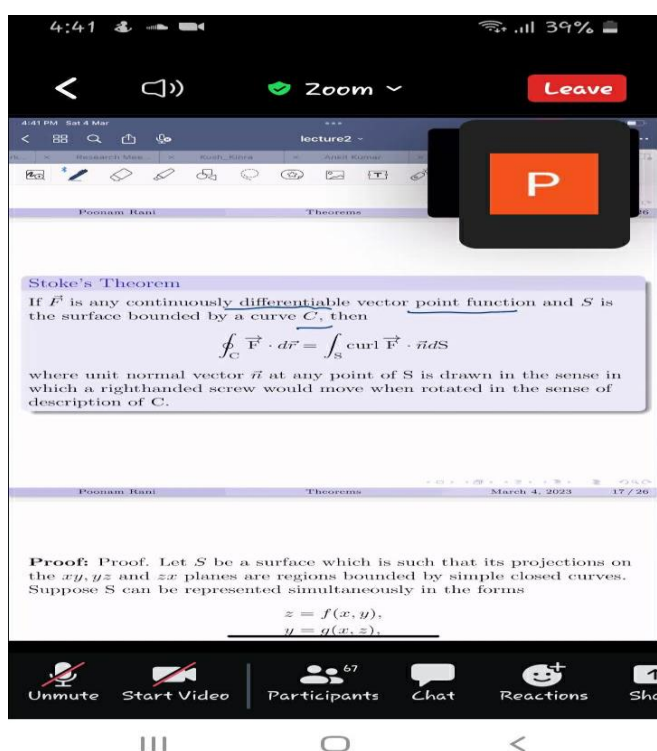 4:41 39%
Zoom Leave
4:41 PM Sat 4 Mar
lecture2
Research Mee... Kush_Kihra Ankit Kumar
Poonam Rani Theorems
Stoke's Theorem
If F⃗ is any continuously differentiable vector point function and S is
the surface bounded by a curve C, then
∮_C F⃗ · dr⃗ = ∫_S curl F⃗ · n⃗dS
where unit normal vector n⃗ at any point of S is drawn in the sense in
which a righthanded screw would move when rotated in the sense of
description of C.
P
Poonam Rani Theorems March 4, 2023 17 / 26
Proof: Proof. Let S be a surface which is such that its projections on
the xy, yz and zx planes are regions bounded by simple closed curves.
Suppose S can be represented simultaneously in the forms
z = f(x, y),
y = g(x, z),
67
Unmute Start Video Participants Chat Reactions Sha